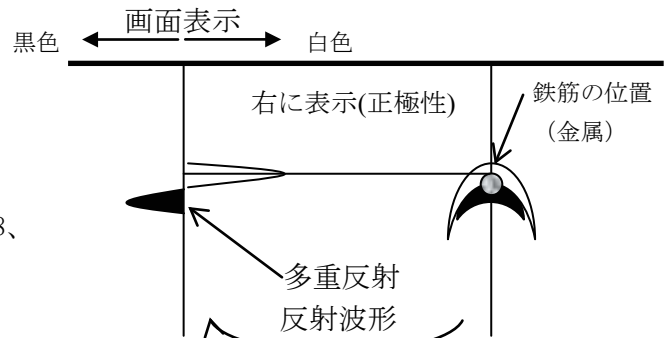 画面表示
黒色
白色
右に表示(正極性)
鉄筋の位置
（金属）
3、
多重反射
反射波形